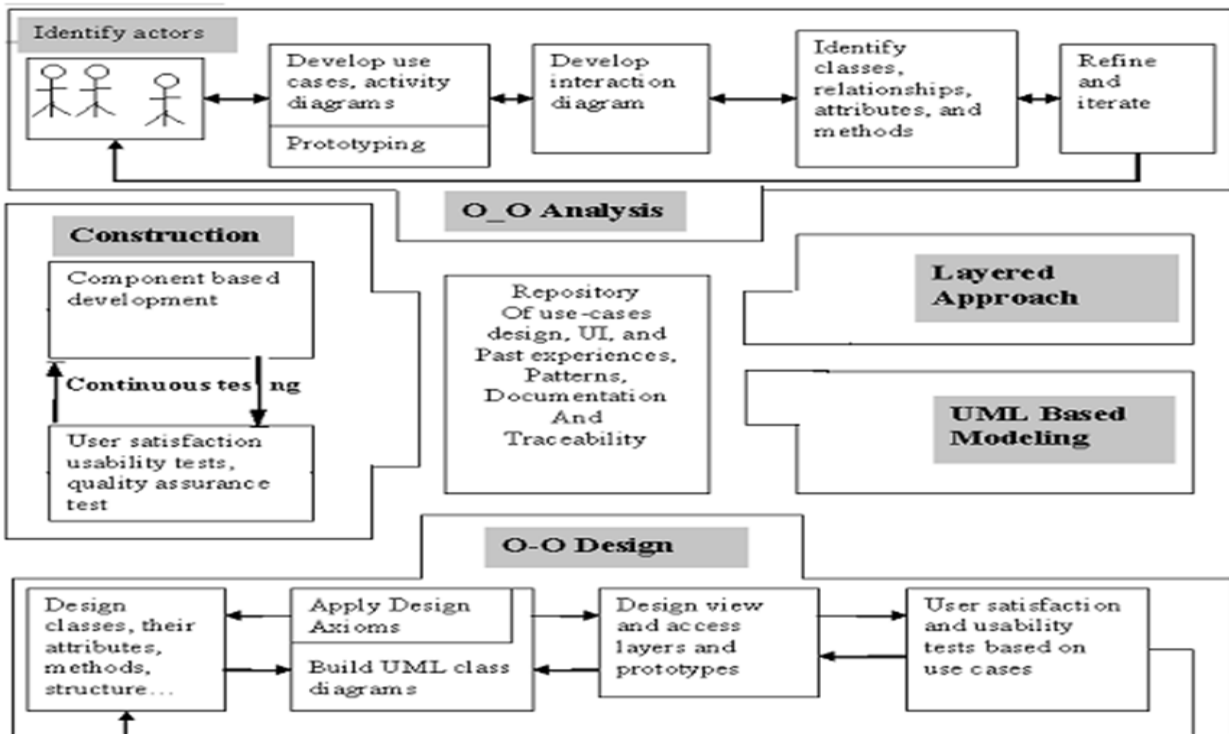 Identify actors
Develop use
cases, activity
diagrams
Prototyping
Develop
interaction
diagram
Identify
classes,
relationships,
attributes, and
methods
Refine
and
iterate
O_O Analysis
Construction
Component based
development
Continuous testing
User satisfaction
usability tests,
quality assurance
test
Repository
Of use-cases
design, UI, and
Past experiences,
Patterns,
Documentation
And
Traceability
Layered
Approach
UML Based
Modeling
O-O Design
Design
classes, their
attributes,
methods,
structure...
Apply Design
Axioms
Build UML class
diagrams
Design view
and access
layers and
prototypes
User satisfaction
and usability
tests based on
use cases